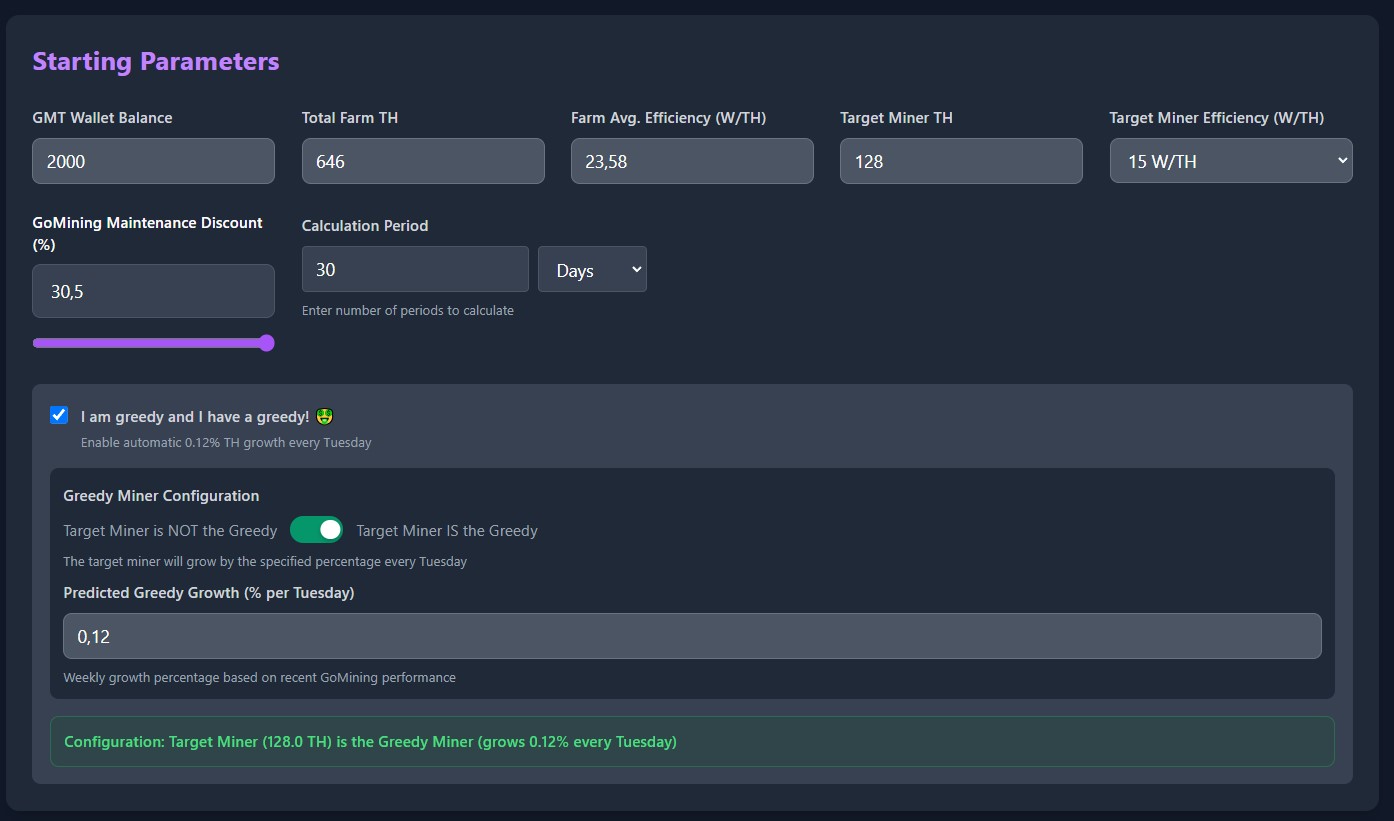 Starting Parameters
GMT Wallet Balance
Total Farm TH
Farm Avg. Efficiency (W/TH)
Target Miner TH
Target Miner Efficiency (W/TH)
2000
646
23,58
128
15 W/TH
GoMining Maintenance Discount
(%)
Calculation Period
30,5
30
Days
Enter number of periods to calculate
I am greedy and I have a greedy! 🤑
Enable automatic 0.12% TH growth every Tuesday
Greedy Miner Configuration
Target Miner is NOT the Greedy
Target Miner IS the Greedy
The target miner will grow by the specified percentage every Tuesday
Predicted Greedy Growth (% per Tuesday)
0,12
Weekly growth percentage based on recent GoMining performance
Configuration: Target Miner (128.0 TH) is the Greedy Miner (grows 0.12% every Tuesday)